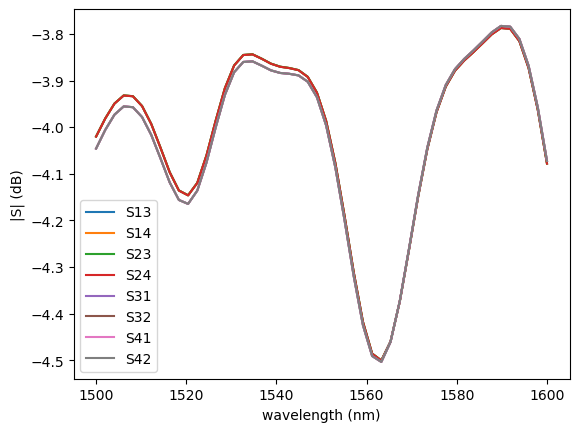 −3.8
−3.9
−4.0
−4.1
−4.2
−4.3
−4.4
−4.5
|S| (dB)
S13
S14
S23
S24
S31
S32
S41
S42
1500 1520 1540 1560 1580 1600
wavelength (nm)